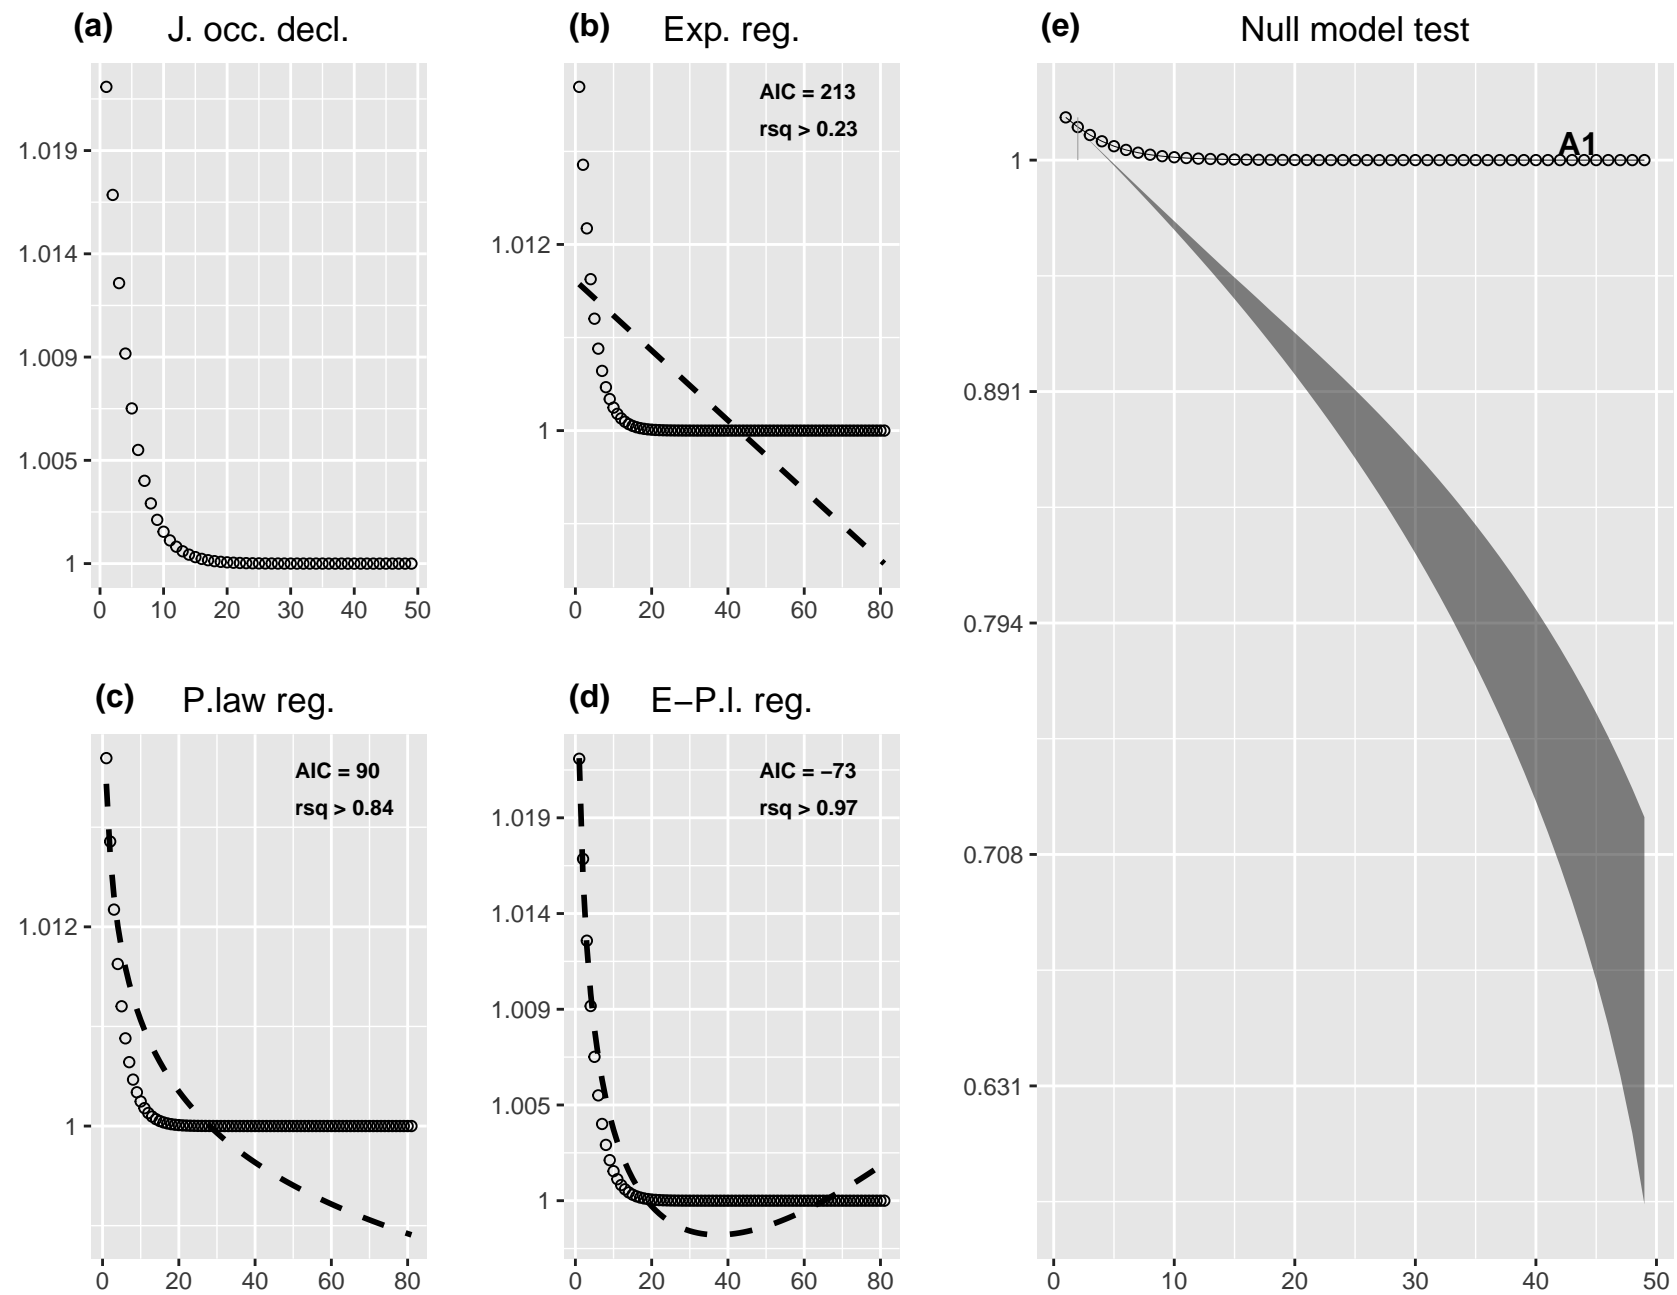 (a) J. occ. decl.
1.019
1.014
1.009
1.005
1
0 10 20 30 40 50
(b) Exp. reg.
AIC = 213
rsq > 0.23
1.012
1
0 20 40 60 80
(c) P.law reg.
AIC = 90
rsq > 0.84
1.012
1
0 20 40 60 80
(d) E−P.l. reg.
AIC = −73
rsq > 0.97
1.019
1.014
1.009
1.005
1
0 20 40 60 80
(e) Null model test
A1
1
0.891
0.794
0.708
0.631
0 10 20 30 40 50